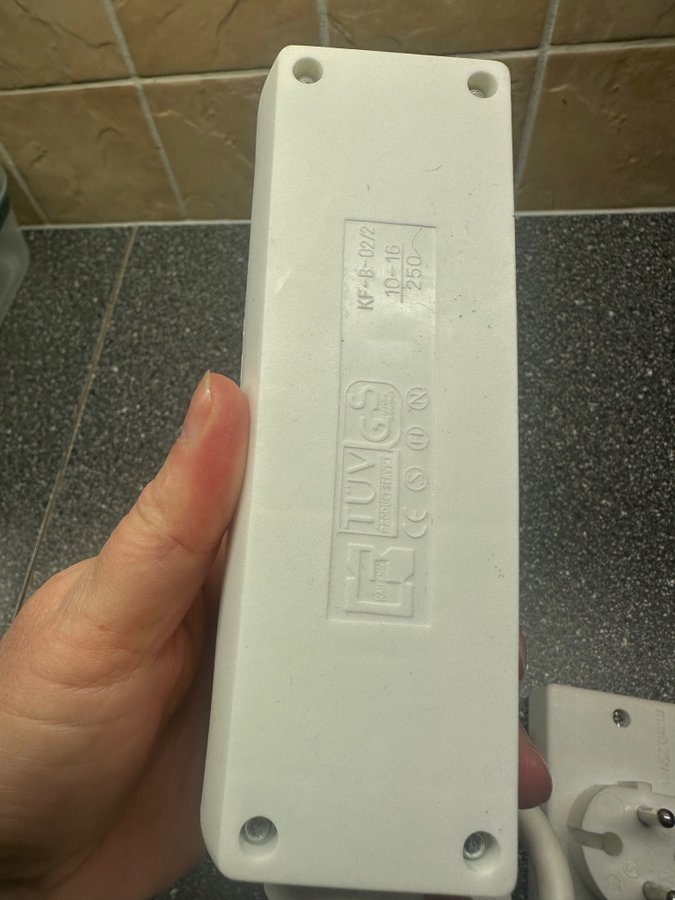 KF-B-02/2
10-16
250~
TÜV
PRODUCT SERVICE
GS
CE S H N